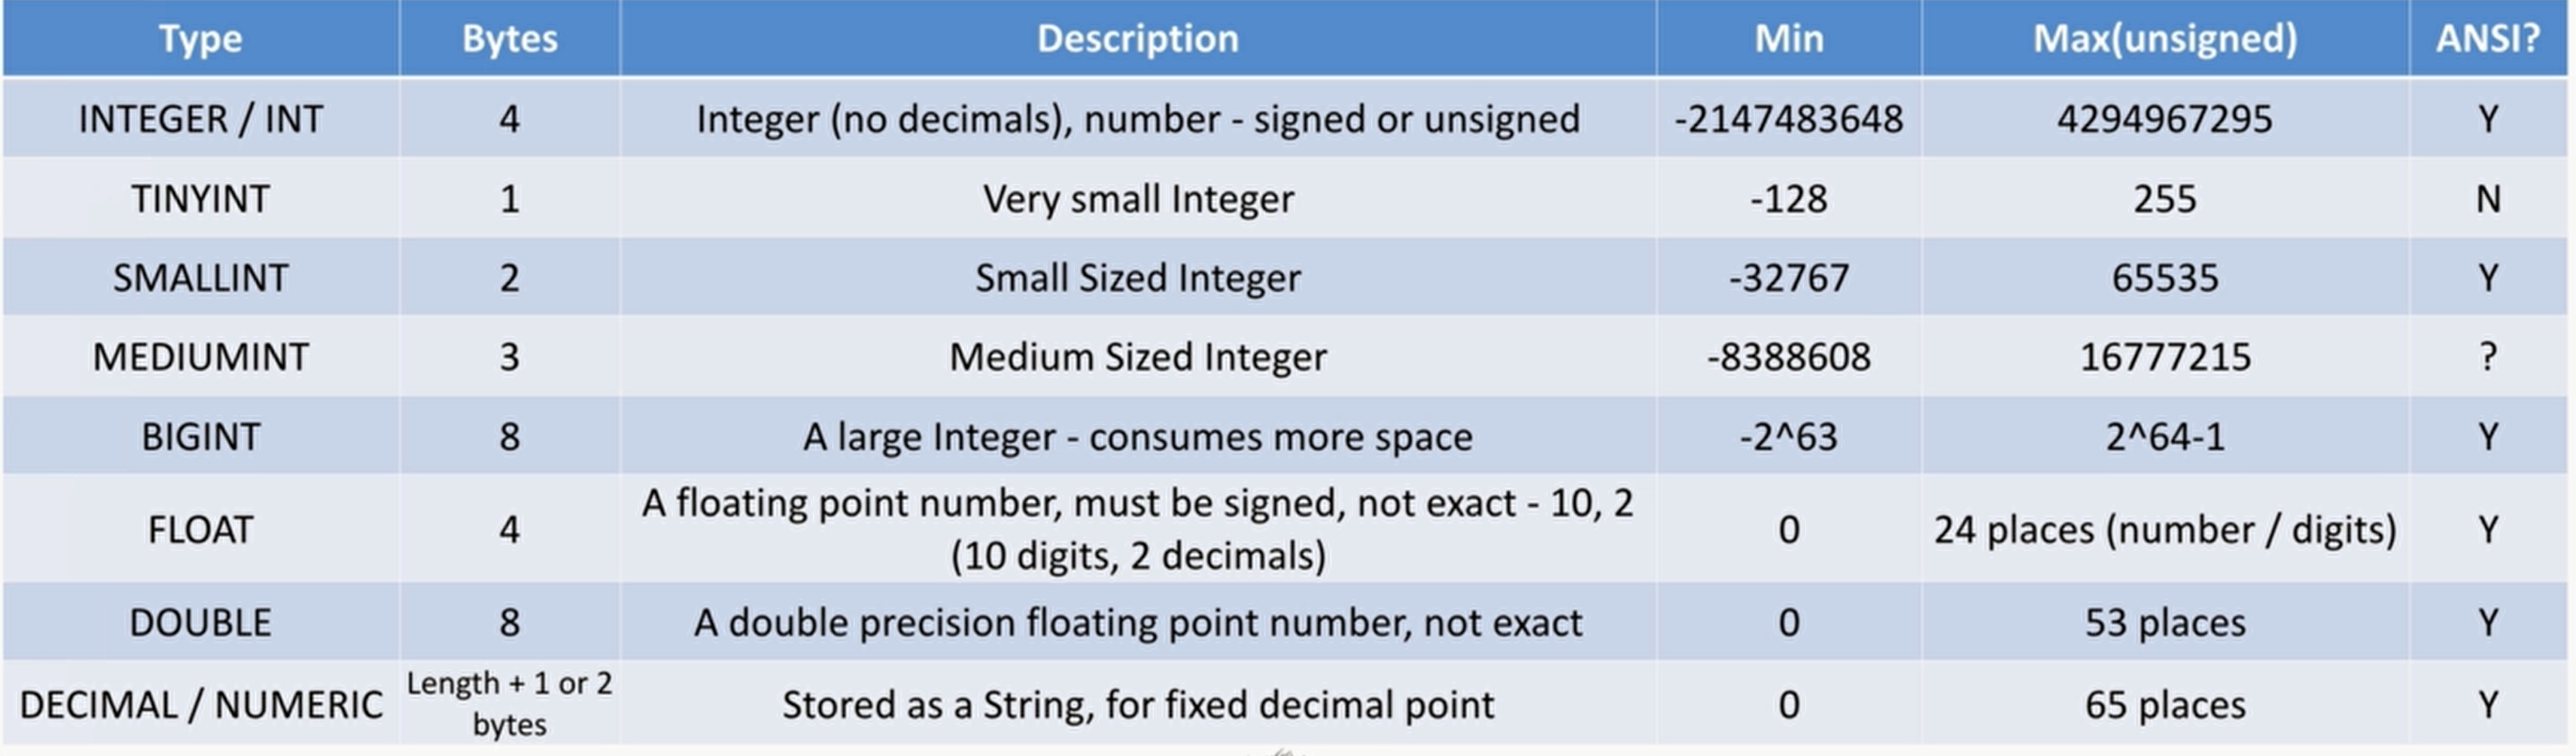 Type Bytes Description Min Max(unsigned) ANSI?
INTEGER / INT 4 Integer (no decimals), number - signed or unsigned -2147483648 4294967295 Y
TINYINT 1 Very small Integer -128 255 N
SMALLINT 2 Small Sized Integer -32767 65535 Y
MEDIUMINT 3 Medium Sized Integer -8388608 16777215 ?
BIGINT 8 A large Integer - consumes more space -2^63 2^64-1 Y
FLOAT 4 A floating point number, must be signed, not exact - 10, 2
(10 digits, 2 decimals) 0 24 places (number / digits) Y
DOUBLE 8 A double precision floating point number, not exact 0 53 places Y
DECIMAL / NUMERIC Length + 1 or 2
bytes Stored as a String, for fixed decimal point 0 65 places Y